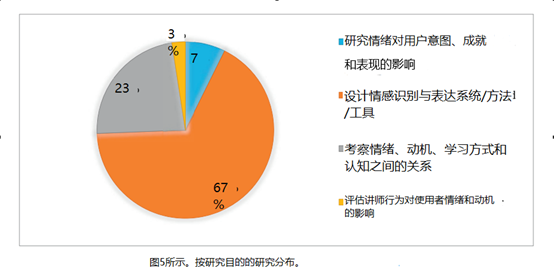 3
%
7
23
67
%
研究情绪对用户意图、成就
和表现的影响
设计情感识别与表达系统/方法
/工具
考察情绪、动机、学习方式和
认知之间的关系
评估讲师行为对使用者情绪和动机
的影响
图5所示。按研究目的的研究分布。